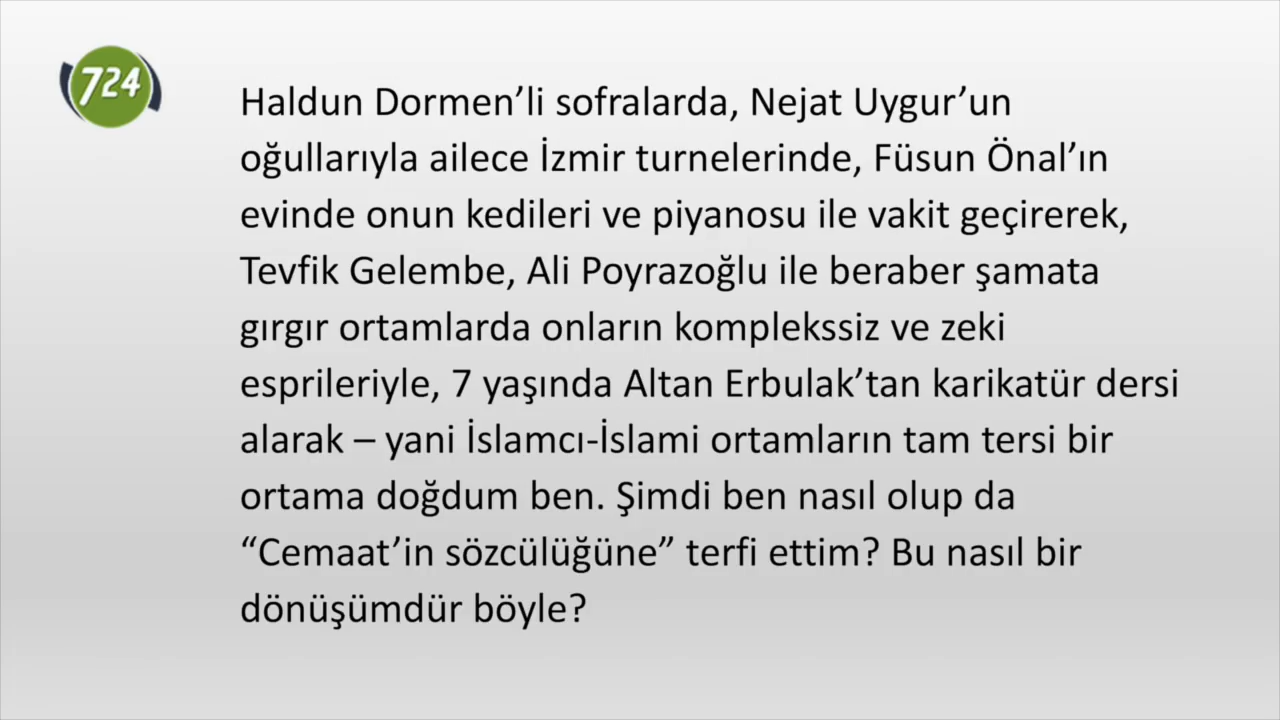 724
Haldun Dormen’li sofralarda, Nejat Uygur’un
oğullarıyla ailece İzmir turnelerinde, Füsun Önal’ın
evinde onun kedileri ve piyanosu ile vakit geçirerek,
Tevfik Gelembe, Ali Poyrazoğlu ile beraber şamata
gırgır ortamlarda onların komplekssiz ve zeki
esprileriyle, 7 yaşında Altan Erbulak’tan karikatür dersi
alarak – yani İslamcı-İslami ortamların tam tersi bir
ortama doğdum ben. Şimdi ben nasıl olup da
“Cemaat’in sözcülüğüne” terfi ettim? Bu nasıl bir
dönüşümdür böyle?